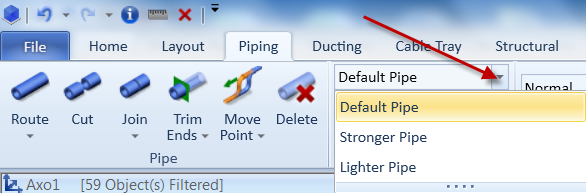 File Home Layout Piping Ducting Cable Tray Structural
Default Pipe
Normal
Default Pipe
Stronger Pipe
Lighter Pipe
Route Cut Join Trim Ends Move Point Delete
Pipe
Axo1 [59 Object(s) Filtered]